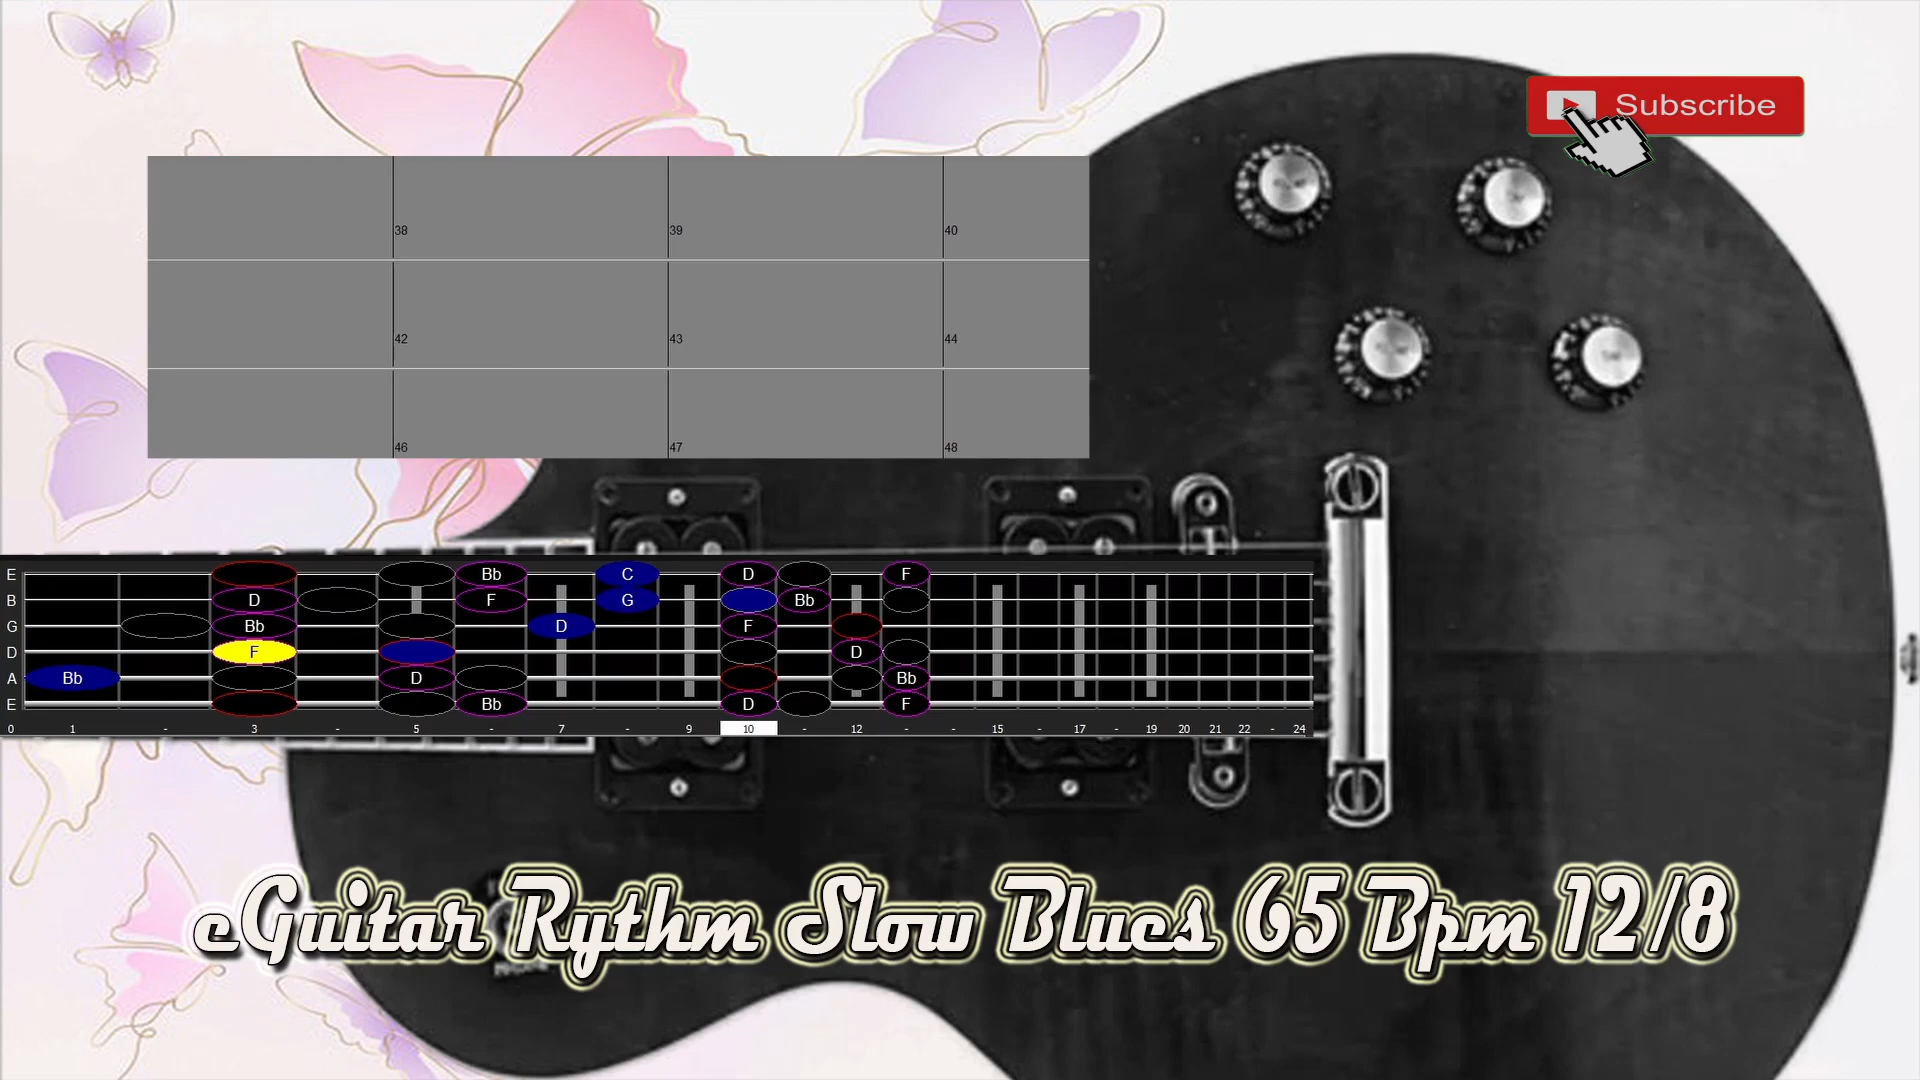 Subscribe
38 39 40
42 43 44
46 47 48
E Bb C D F
B D F G Bb
G Bb D F
D F D
A Bb D Bb
E Bb D F
0 1 - 3 - 5 - 7 - 9 10 - 12 - - 15 - 17 - 19 20 21 22 - 24
eGuitar Rythm Slow Blues 65 Bpm 12/8